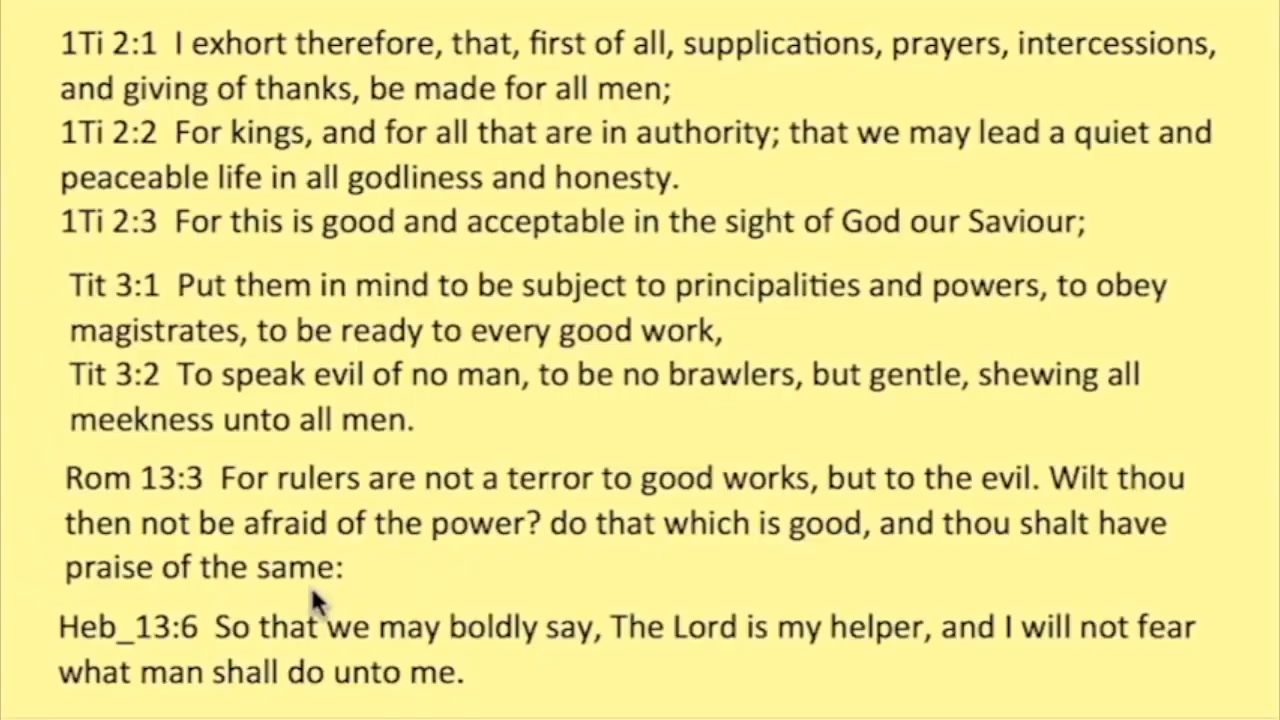 1Ti 2:1  I exhort therefore, that, first of all, supplications, prayers, intercessions,
and giving of thanks, be made for all men;
1Ti 2:2  For kings, and for all that are in authority; that we may lead a quiet and
peaceable life in all godliness and honesty.
1Ti 2:3  For this is good and acceptable in the sight of God our Saviour;
Tit 3:1  Put them in mind to be subject to principalities and powers, to obey
magistrates, to be ready to every good work,
Tit 3:2  To speak evil of no man, to be no brawlers, but gentle, shewing all
meekness unto all men.
Rom 13:3  For rulers are not a terror to good works, but to the evil. Wilt thou
then not be afraid of the power? do that which is good, and thou shalt have
praise of the same:
Heb_13:6  So that we may boldly say, The Lord is my helper, and I will not fear
what man shall do unto me.